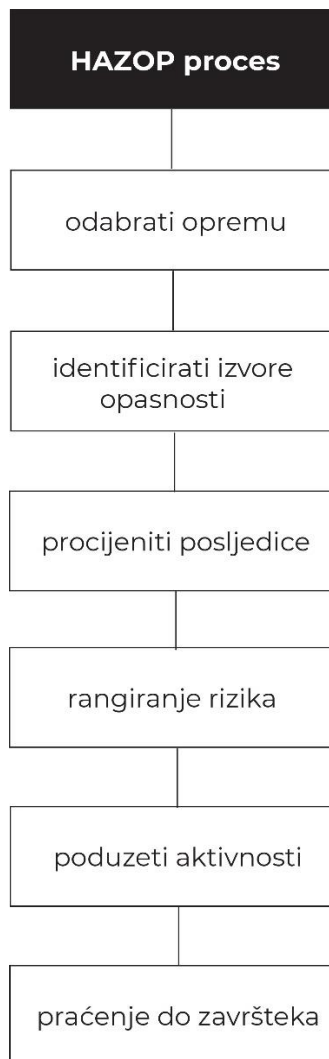 HAZOP proces
odabrati opremu
identificirati izvore
opasnosti
procijeniti posljedice
rangiranje rizika
poduzeti aktivnosti
praćenje do završteka